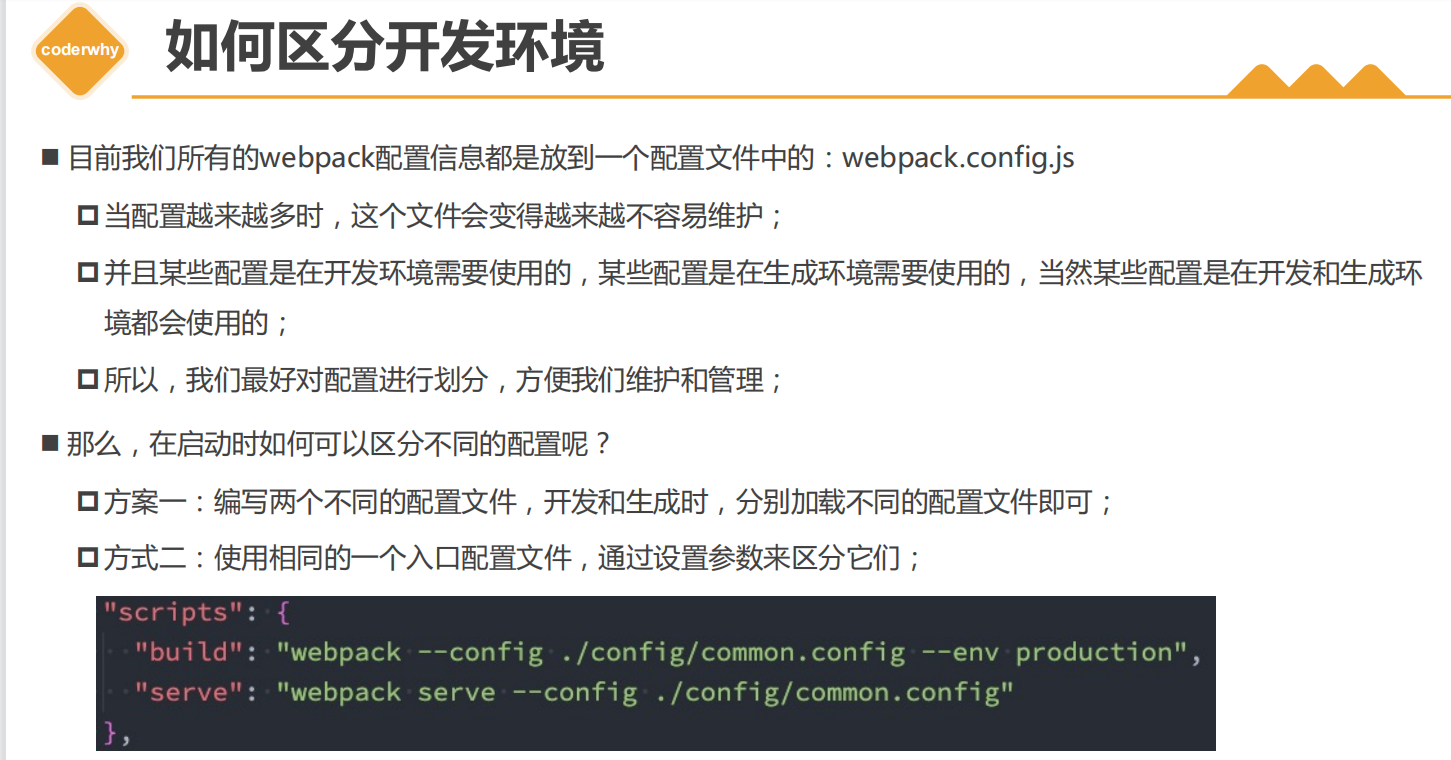 coderwhy
如何区分开发环境
目前我们所有的webpack配置信息都是放到一个配置文件中的：webpack.config.js
当配置越来越多时，这个文件会变得越来越不容易维护；
并且某些配置是在开发环境需要使用的，某些配置是在生成环境需要使用的，当然某些配置是在开发和生成环
境都会使用的；
所以，我们最好对配置进行划分，方便我们维护和管理；
那么，在启动时如何可以区分不同的配置呢？
方案一：编写两个不同的配置文件，开发和生成时，分别加载不同的配置文件即可；
方式二：使用相同的一个入口配置文件，通过设置参数来区分它们；
"scripts": {
"build": "webpack --config ./config/common.config --env production",
"serve": "webpack serve --config ./config/common.config"
},